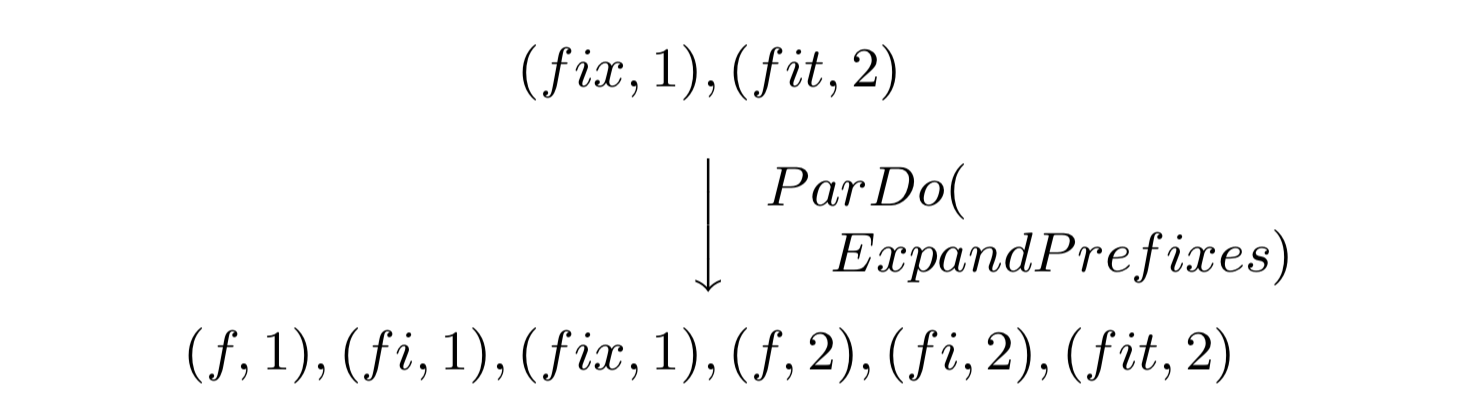 (fix, 1), (fit, 2)
ParDo(
ExpandPrefixes)
(f, 1), (fi, 1), (fix, 1), (f, 2), (fi, 2), (fit, 2)